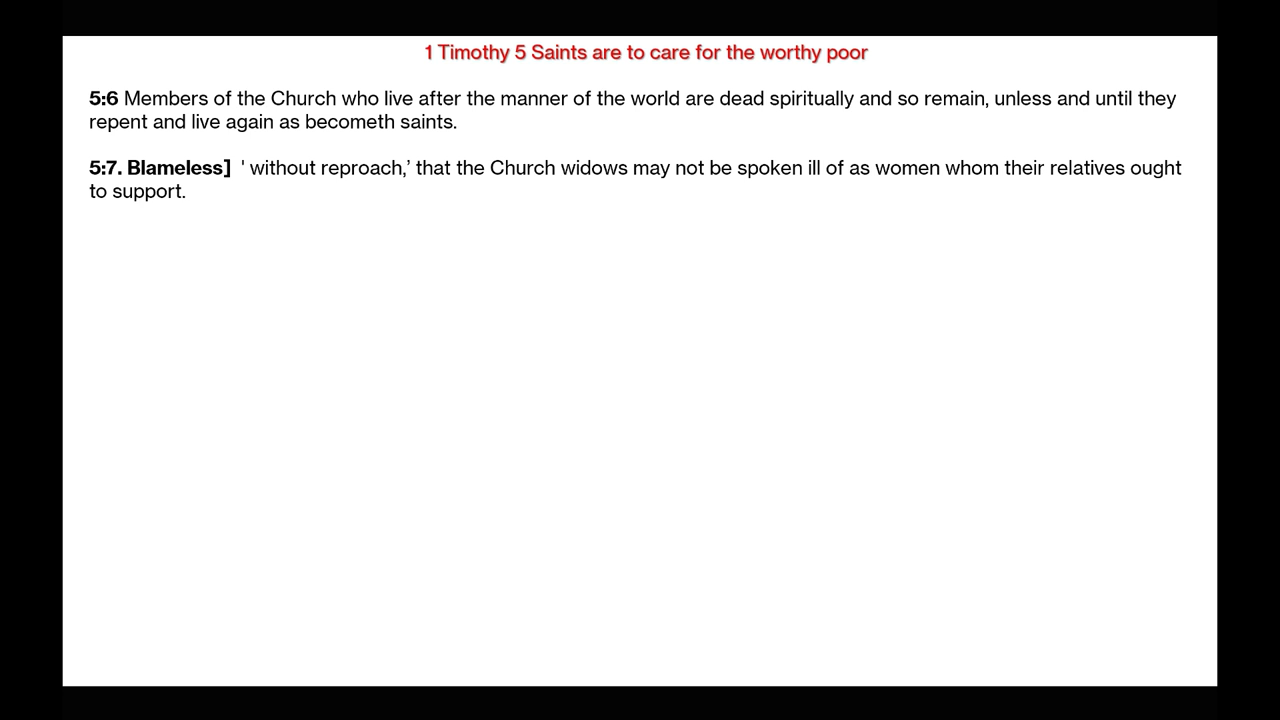 1 Timothy 5 Saints are to care for the worthy poor
5:6 Members of the Church who live after the manner of the world are dead spiritually and so remain, unless and until they
repent and live again as becometh saints.
5:7. Blameless]  ' without reproach,’ that the Church widows may not be spoken ill of as women whom their relatives ought
to support.